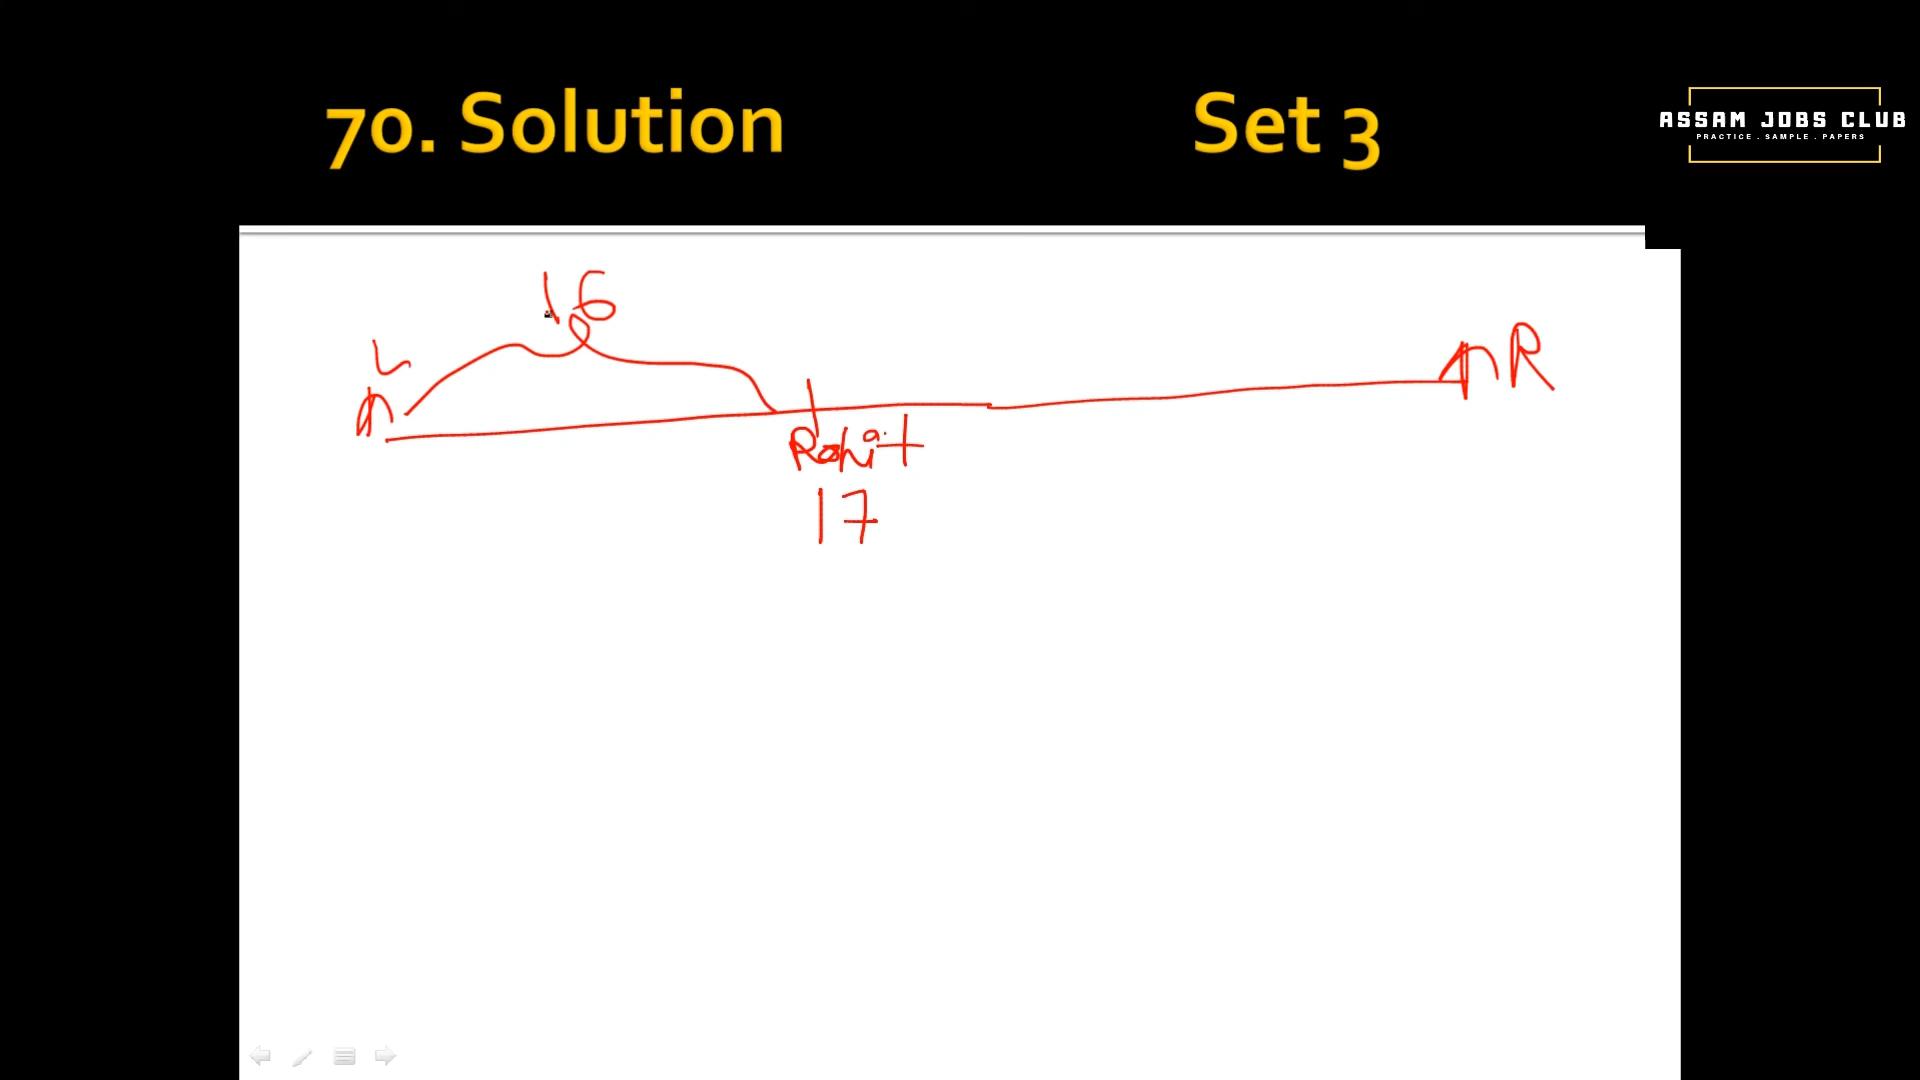 70. Solution
Set 3
ASSAM JOBS CLUB
PRACTICE . SAMPLE . PAPERS
16
L
R
Rohit
17